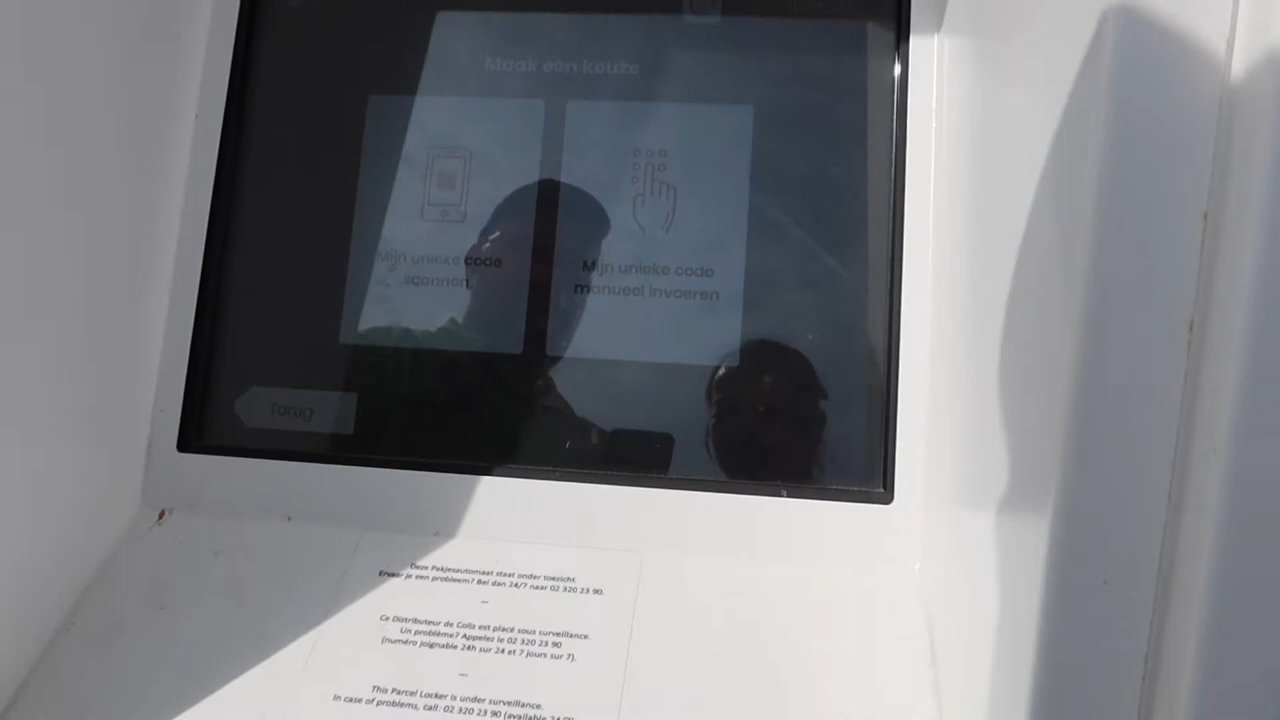 Maak een keuze
Mijn unieke code
scannen
Mijn unieke code
manueel invoeren
Terug
Deze Pakjesautomaat staat onder toezicht.
Ervaar je een probleem? Bel dan 24/7 naar 02 320 23 90.
---
Ce Distributeur de Colis est placé sous surveillance.
Un problème? Appelez le 02 320 23 90
(numéro joignable 24h sur 24 et 7 jours sur 7).
---
This Parcel Locker is under surveillance.
In case of problems, call: 02 320 23 90 (available